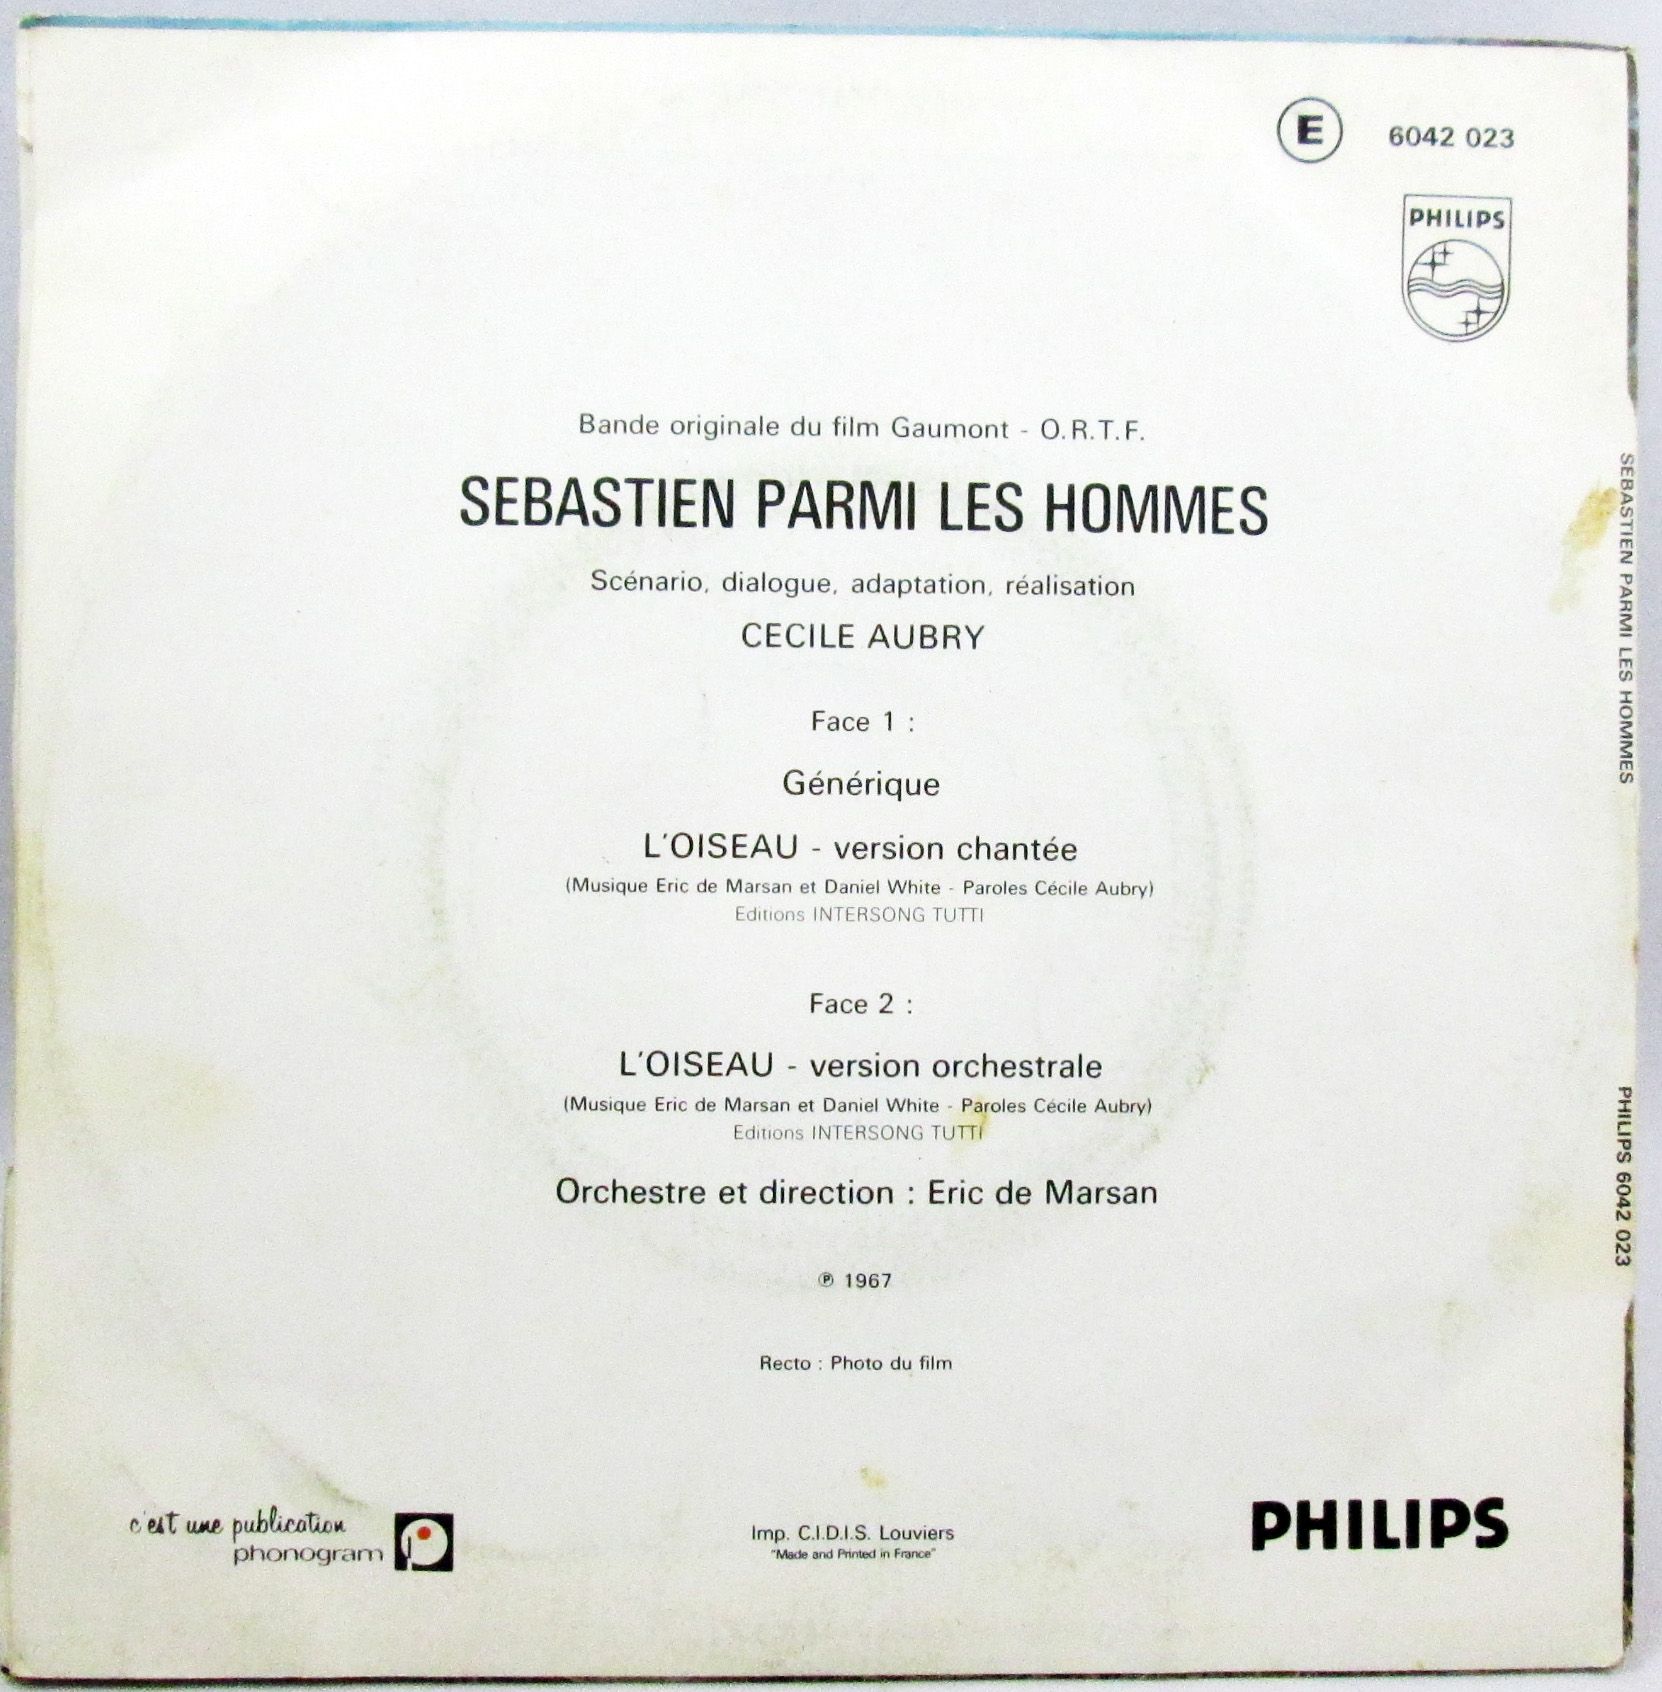 E 6042 023
PHILIPS
Bande originale du film Gaumont - O.R.T.F.
SEBASTIEN PARMI LES HOMMES
Scénario, dialogue, adaptation, réalisation
CECILE AUBRY
Face 1 :
Générique
L'OISEAU - version chantée
(Musique Eric de Marsan et Daniel White - Paroles Cécile Aubry)
Editions INTERSONG TUTTI
Face 2 :
L'OISEAU - version orchestrale
(Musique Eric de Marsan et Daniel White - Paroles Cécile Aubry)
Editions INTERSONG TUTTI
Orchestre et direction : Eric de Marsan
℗ 1967
Recto : Photo du film
c'est une publication
phonogram
Imp. C.I.D.I.S. Louviers
"Made and Printed in France"
PHILIPS
SEBASTIEN PARMI LES HOMMES
PHILIPS 6042 023